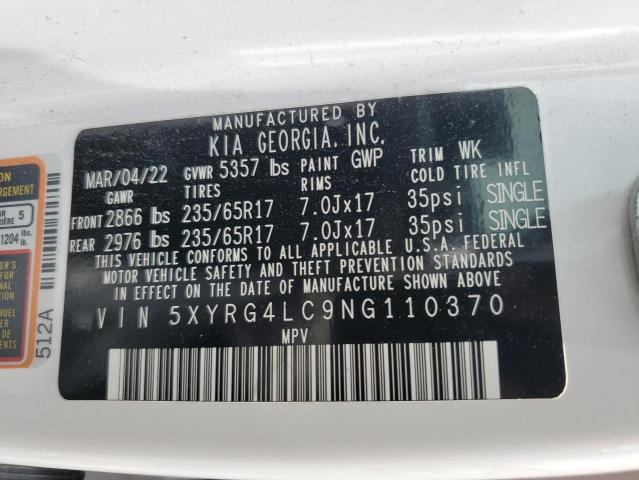 MANUFACTURED BY
KIA GEORGIA, INC.
MAR/04/22 GVWR 5357 lbs PAINT GWP TRIM WK
GAWR TIRES RIMS COLD TIRE INFL
FRONT 2866 lbs 235/65R17 7.0Jx17 35psi SINGLE
REAR 2976 lbs 235/65R17 7.0Jx17 35psi SINGLE
THIS VEHICLE CONFORMS TO ALL APPLICABLE U.S.A. FEDERAL
MOTOR VEHICLE SAFETY AND THEFT PREVENTION STANDARDS
IN EFFECT ON THE DATE OF MANUFACTURE SHOWN ABOVE.
VIN 5XYRG4LC9NG110370
MPV
5
1204 lbs.
512A